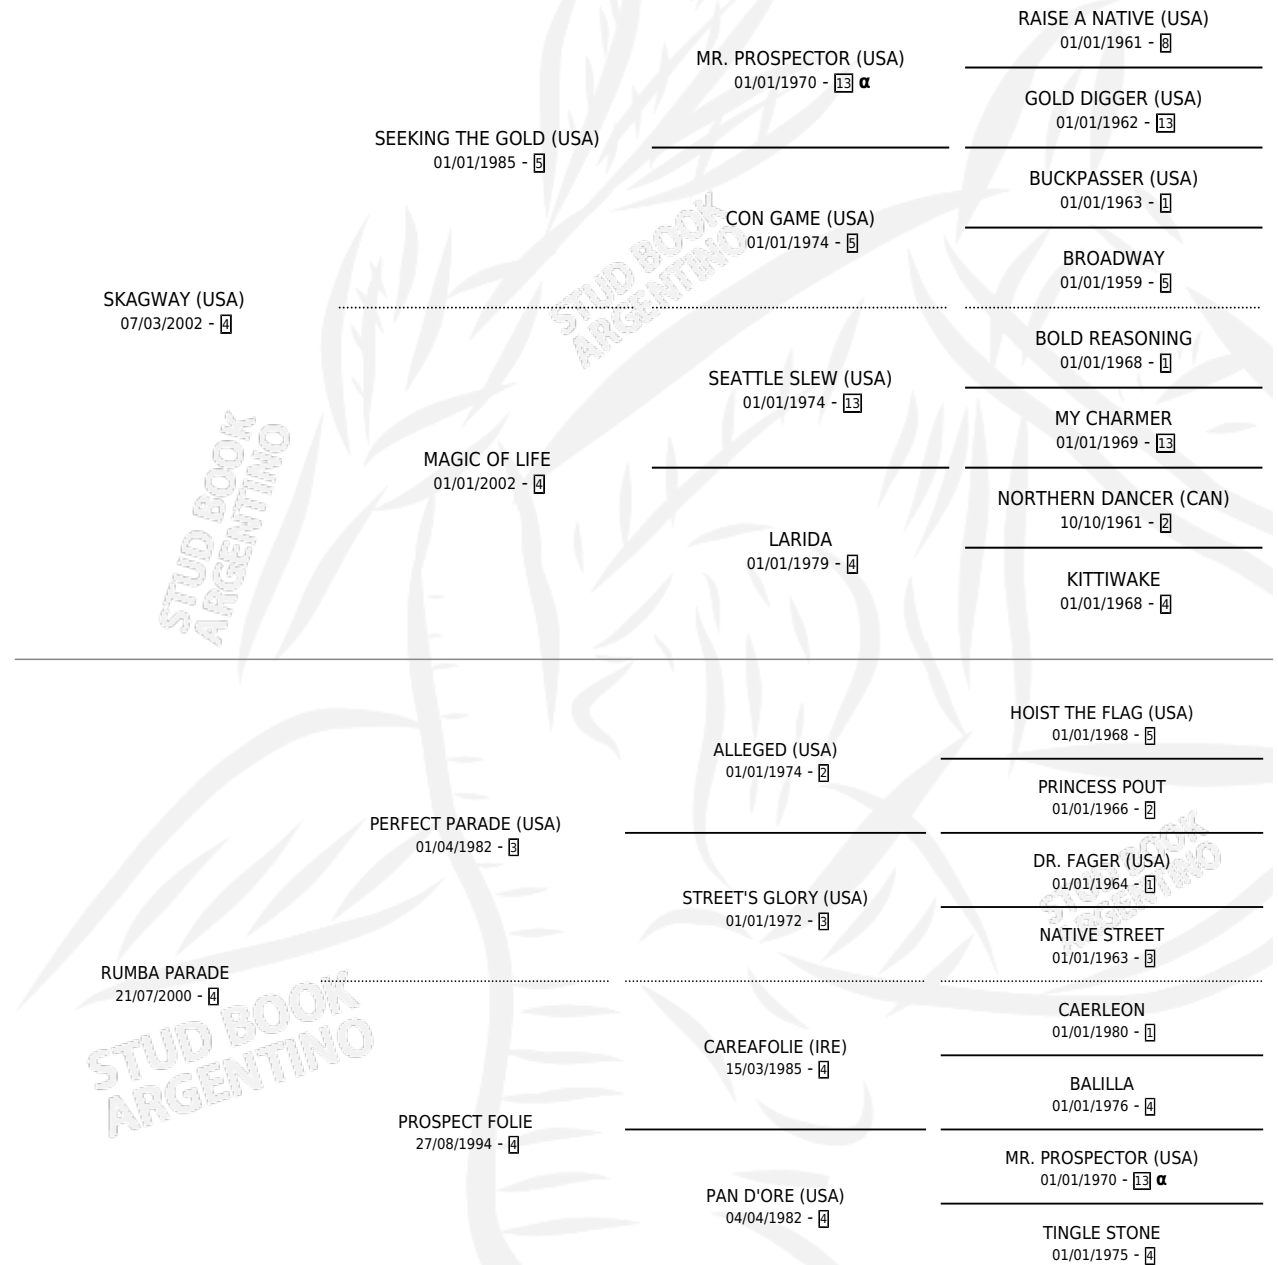 RAISE A NATIVE (USA)
01/01/1961 - 8
MR. PROSPECTOR (USA)
01/01/1970 - 13 α
GOLD DIGGER (USA)
01/01/1962 - 13
SEEKING THE GOLD (USA)
01/01/1985 - 5
BUCKPASSER (USA)
01/01/1963 - 1
CON GAME (USA)
01/01/1974 - 5
BROADWAY
01/01/1959 - 5
SKAGWAY (USA)
07/03/2002 - 4
BOLD REASONING
01/01/1968 - 1
SEATTLE SLEW (USA)
01/01/1974 - 13
MY CHARMER
01/01/1969 - 13
MAGIC OF LIFE
01/01/2002 - 4
NORTHERN DANCER (CAN)
10/10/1961 - 2
LARIDA
01/01/1979 - 4
KITTIWAKE
01/01/1968 - 4
HOIST THE FLAG (USA)
01/01/1968 - 5
ALLEGED (USA)
01/01/1974 - 2
PRINCESS POUT
01/01/1966 - 2
PERFECT PARADE (USA)
01/04/1982 - 3
DR. FAGER (USA)
01/01/1964 - 1
STREET'S GLORY (USA)
01/01/1972 - 3
NATIVE STREET
01/01/1963 - 3
RUMBA PARADE
21/07/2000 - 4
CAERLEON
01/01/1980 - 1
CAREAFOLIE (IRE)
15/03/1985 - 4
BALILLA
01/01/1976 - 4
PROSPECT FOLIE
27/08/1994 - 4
MR. PROSPECTOR (USA)
01/01/1970 - 13 α
PAN D'ORE (USA)
04/04/1982 - 4
TINGLE STONE
01/01/1975 - 4
STUD BOOK
ARGENTINO
STUD BOOK
ARGENTINO
STUD BOOK
ARGENTINO
STUD BOOK
ARGENTINO